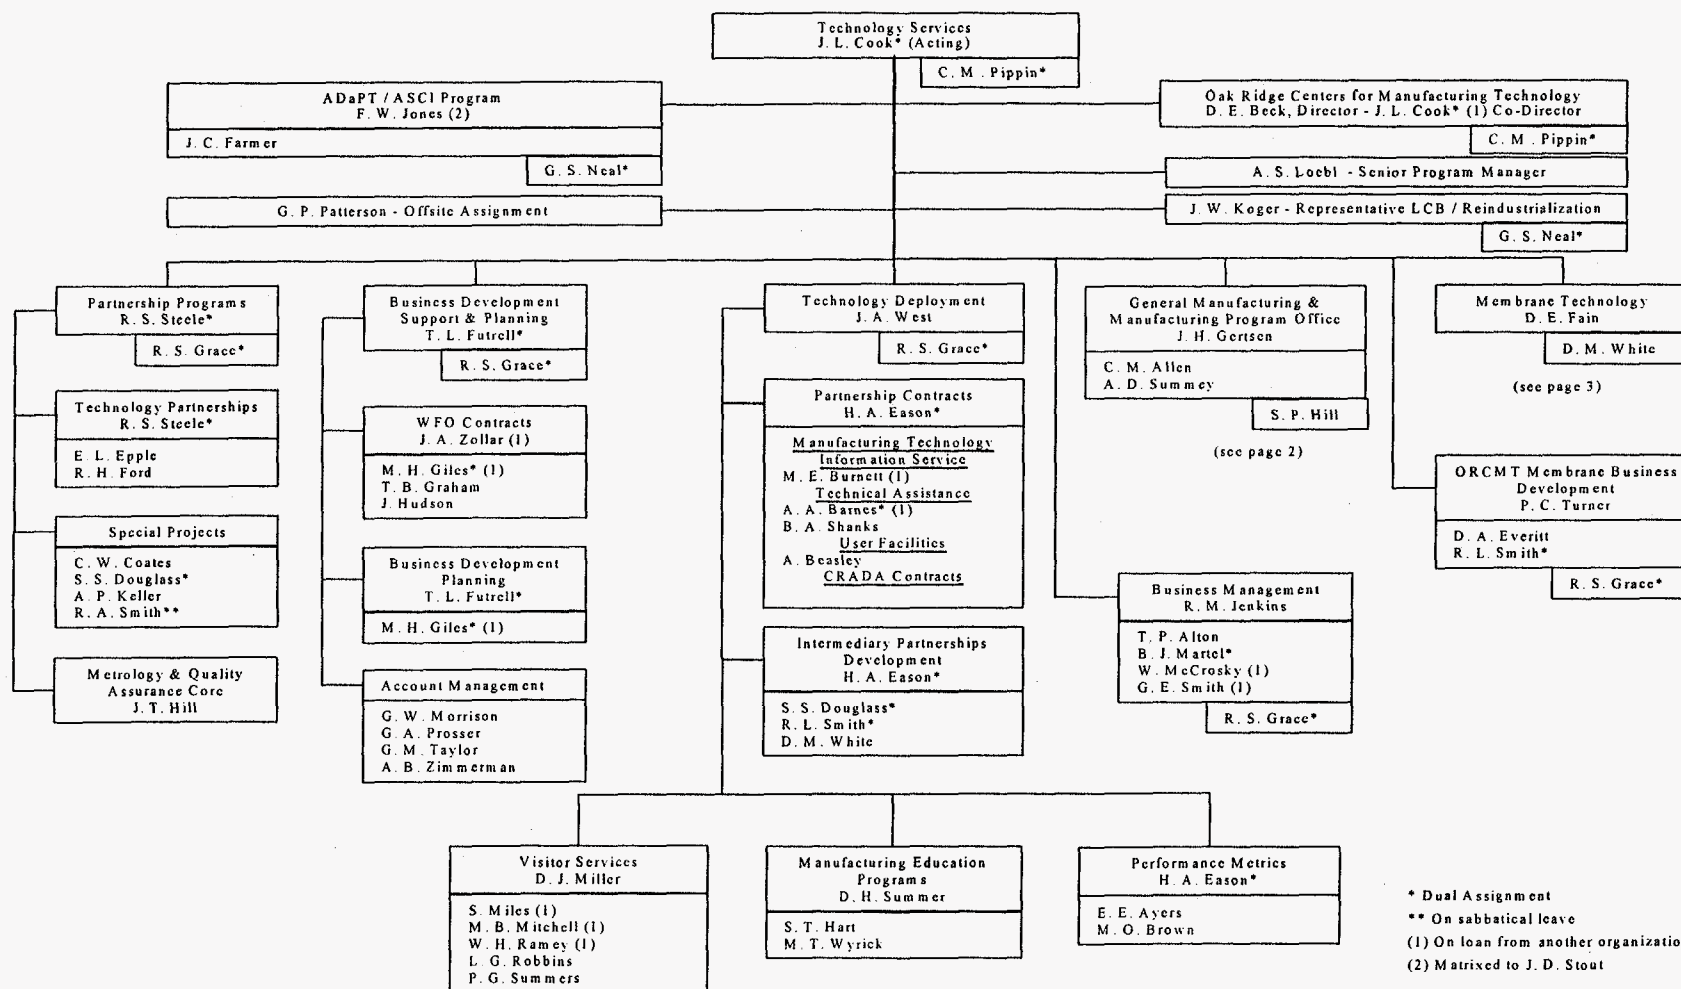 Technology Services
J. L. Cook* (Acting)
C. M. Pippin*
ADaPT / ASCI Program
F. W. Jones (2)
J. C. Farmer
G. S. Neal*
Oak Ridge Centers for Manufacturing Technology
D. E. Beck, Director - J. L. Cook* (1) Co-Director
C. M. Pippin*
A. S. Loebl - Senior Program Manager
G. P. Patterson - Offsite Assignment
J. W. Koger - Representative LCB / Reindustrialization
G. S. Neal*
Partnership Programs
R. S. Steele*
R. S. Grace*
Technology Partnerships
R. S. Steele*
E. L. Epple
R. H. Ford
Special Projects
C. W. Coates
S. S. Douglass*
A. P. Keller
R. A. Smith**
Metrology & Quality
Assurance Core
J. T. Hill
Business Development
Support & Planning
T. L. Futrell*
R. S. Grace*
WFO Contracts
J. A. Zollar (1)
M. H. Giles* (1)
T. B. Graham
J. Hudson
Business Development
Planning
T. L. Futrell*
M. H. Giles* (1)
Account Management
G. W. Morrison
G. A. Prosser
G. M. Taylor
A. B. Zimmerman
Technology Deployment
J. A. West
R. S. Grace*
Partnership Contracts
H. A. Eason*
Manufacturing Technology
Information Service
M. E. Burnett (1)
Technical Assistance
A. A. Barnes* (1)
B. A. Shanks
User Facilities
A. Beasley
CRADA Contracts
Intermediary Partnerships
Development
H. A. Eason*
S. S. Douglass*
R. L. Smith*
D. M. White
General Manufacturing &
Manufacturing Program Office
J. H. Gertsen
C. M. Allen
A. D. Summey
S. P. Hill
(see page 2)
Business Management
R. M. Jenkins
T. P. Alton
B. J. Martel*
W. McCrosky (1)
G. E. Smith (1)
R. S. Grace*
Membrane Technology
D. E. Fain
D. M. White
(see page 3)
ORCMT Membrane Business
Development
P. C. Turner
D. A. Everitt
R. L. Smith*
R. S. Grace*
Visitor Services
D. J. Miller
S. Miles (1)
M. B. Mitchell (1)
W. H. Ramey (1)
L. G. Robbins
P. G. Summers
Manufacturing Education
Programs
D. H. Summer
S. T. Hart
M. T. Wyrick
Performance Metrics
H. A. Eason*
E. E. Ayers
M. O. Brown
* Dual Assignment
** On sabbatical leave
(1) On loan from another organizatio
(2) Matrixed to J. D. Stout